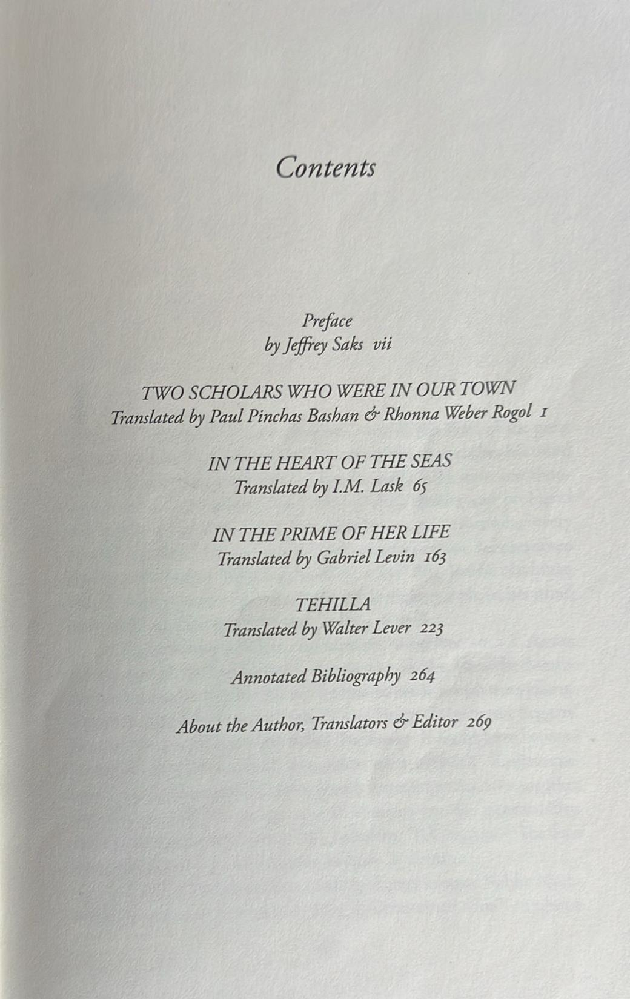 Contents
Preface
by Jeffrey Saks vii
TWO SCHOLARS WHO WERE IN OUR TOWN
Translated by Paul Pinchas Bashan & Rhonna Weber Rogol 1
IN THE HEART OF THE SEAS
Translated by I.M. Lask 65
IN THE PRIME OF HER LIFE
Translated by Gabriel Levin 163
TEHILLA
Translated by Walter Lever 223
Annotated Bibliography 264
About the Author, Translators & Editor 269